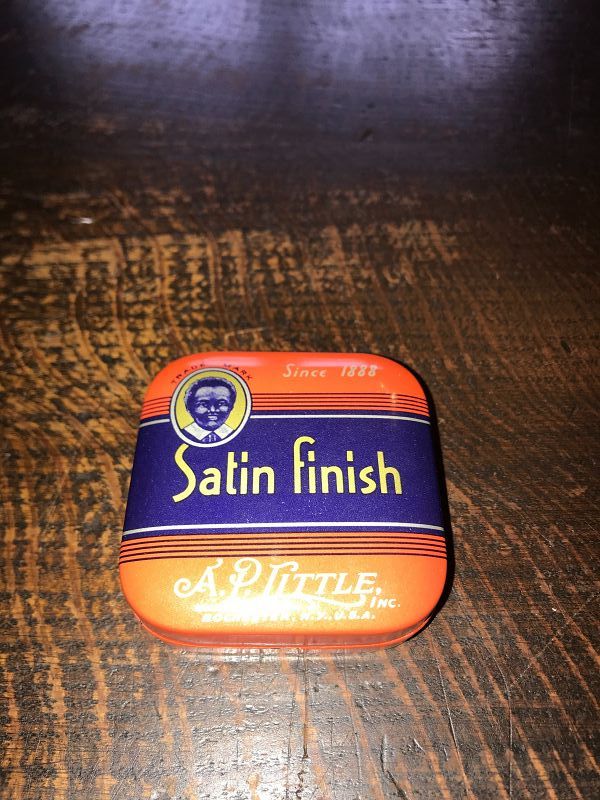 TRADE MARK
Since 1888
Satin finish
A.P. LITTLE,
INC.
ROCHESTER, N.Y. U.S.A.